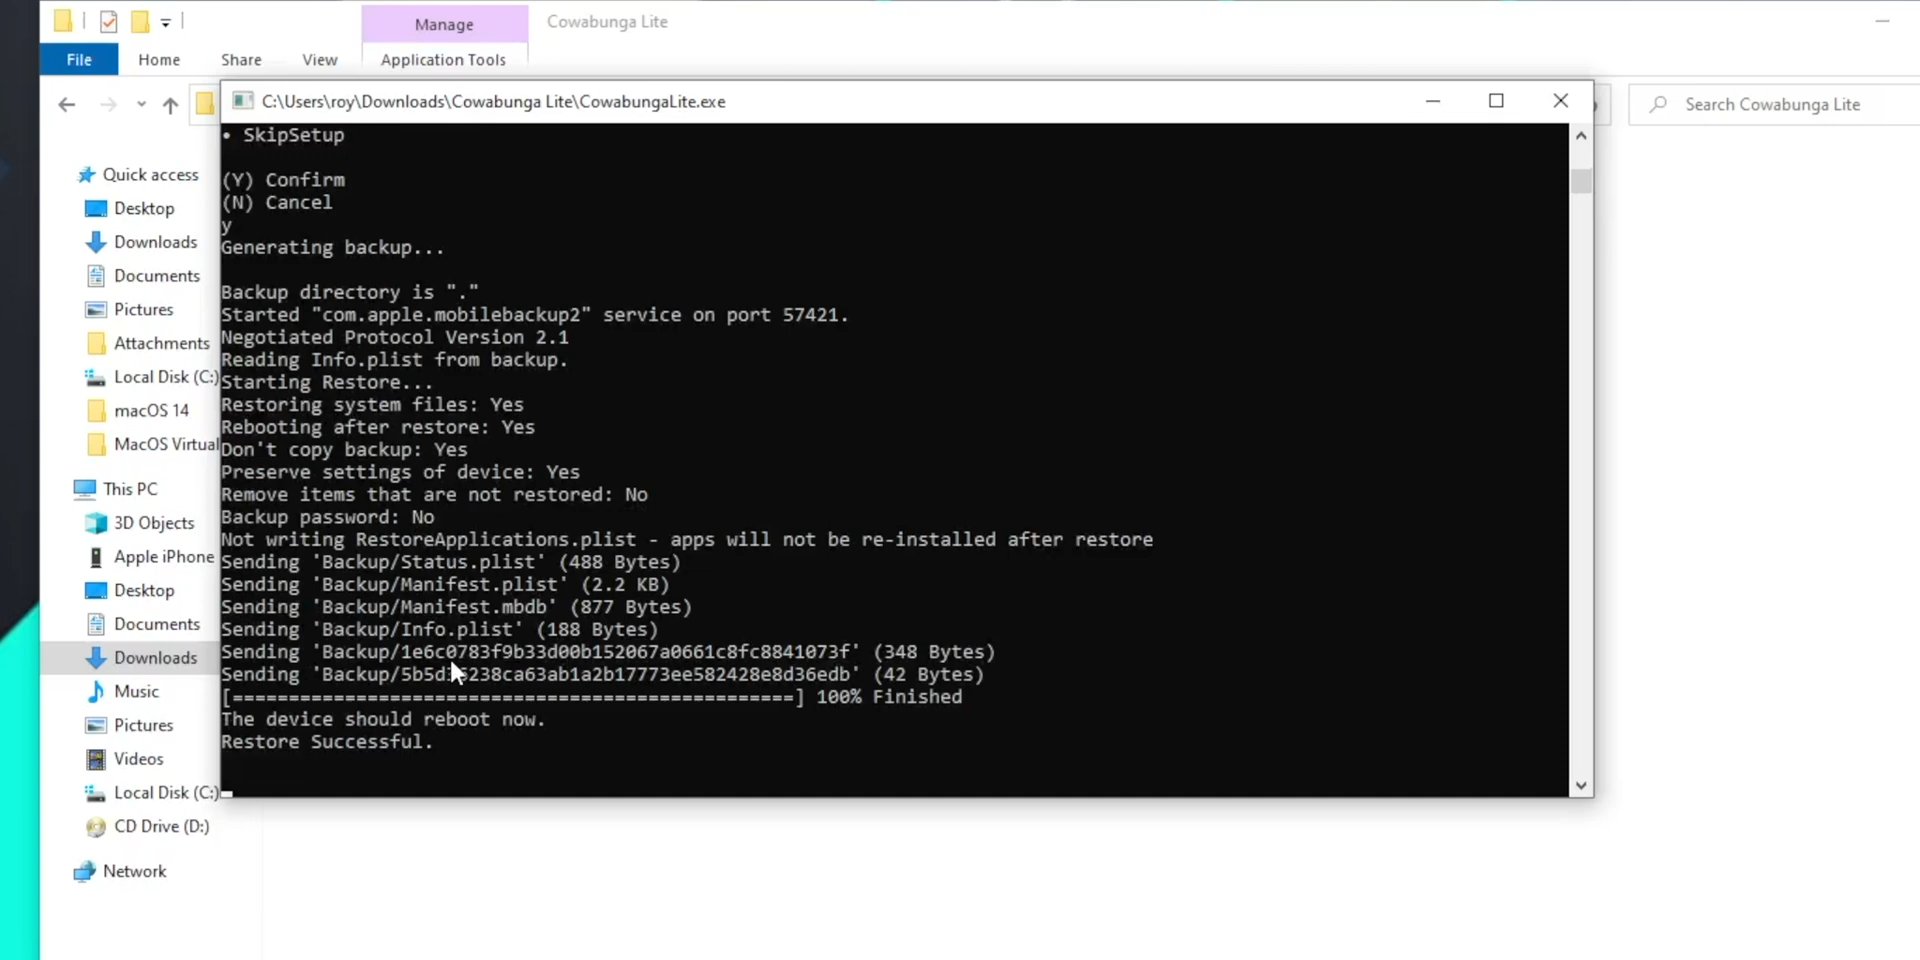 Manage
Cowabunga Lite
File
Home
Share
View
Application Tools
C:\Users\roy\Downloads\Cowabunga Lite\CowabungaLite.exe
Search Cowabunga Lite
Quick access
Desktop
Downloads
Documents
Pictures
Attachments
Local Disk (C:)
macOS 14
MacOS Virtual
This PC
3D Objects
Apple iPhone
Desktop
Documents
Downloads
Music
Pictures
Videos
Local Disk (C:)
CD Drive (D:)
Network
• SkipSetup
(Y) Confirm
(N) Cancel
y
Generating backup...
Backup directory is "."
Started "com.apple.mobilebackup2" service on port 57421.
Negotiated Protocol Version 2.1
Reading Info.plist from backup.
Starting Restore...
Restoring system files: Yes
Rebooting after restore: Yes
Don't copy backup: Yes
Preserve settings of device: Yes
Remove items that are not restored: No
Backup password: No
Not writing RestoreApplications.plist - apps will not be re-installed after restore
Sending 'Backup/Status.plist' (488 Bytes)
Sending 'Backup/Manifest.plist' (2.2 KB)
Sending 'Backup/Manifest.mbdb' (877 Bytes)
Sending 'Backup/Info.plist' (188 Bytes)
Sending 'Backup/1e6c0783f9b33d00b152067a0661c8fc8841073f' (348 Bytes)
Sending (42 Bytes)
[==================================================] 100% Finished
The device should reboot now.
Restore Successful.